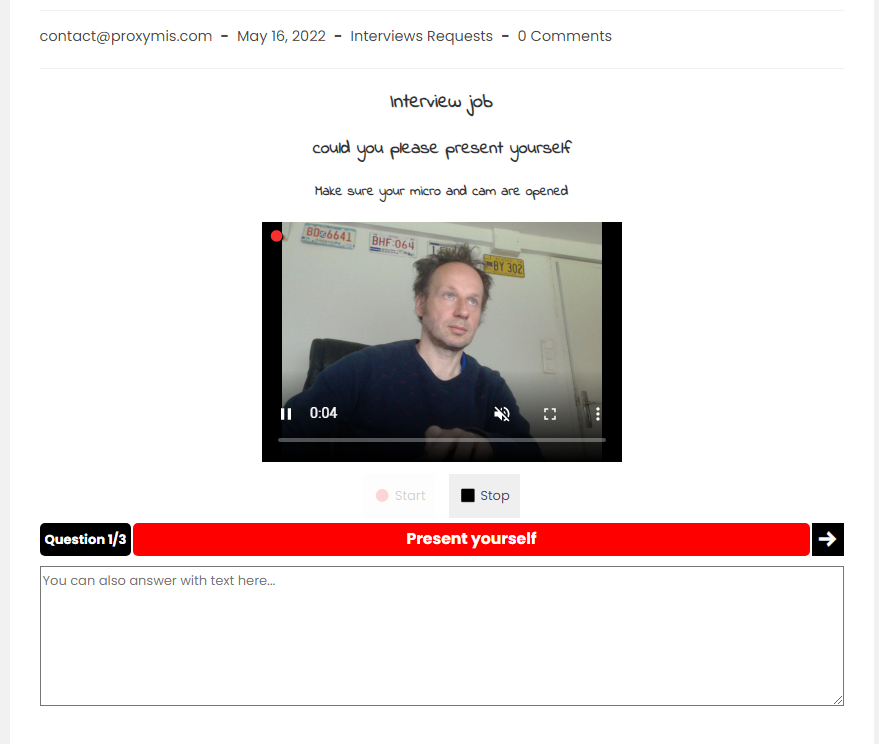 contact@proxymis.com - May 16, 2022 - Interviews Requests - 0 Comments
Interview job
could you please present yourself
Make sure your micro and cam are opened
BD 6641
BHF 064
BY 302
0:04
Start
Stop
Question 1/3
Present yourself
You can also answer with text here...